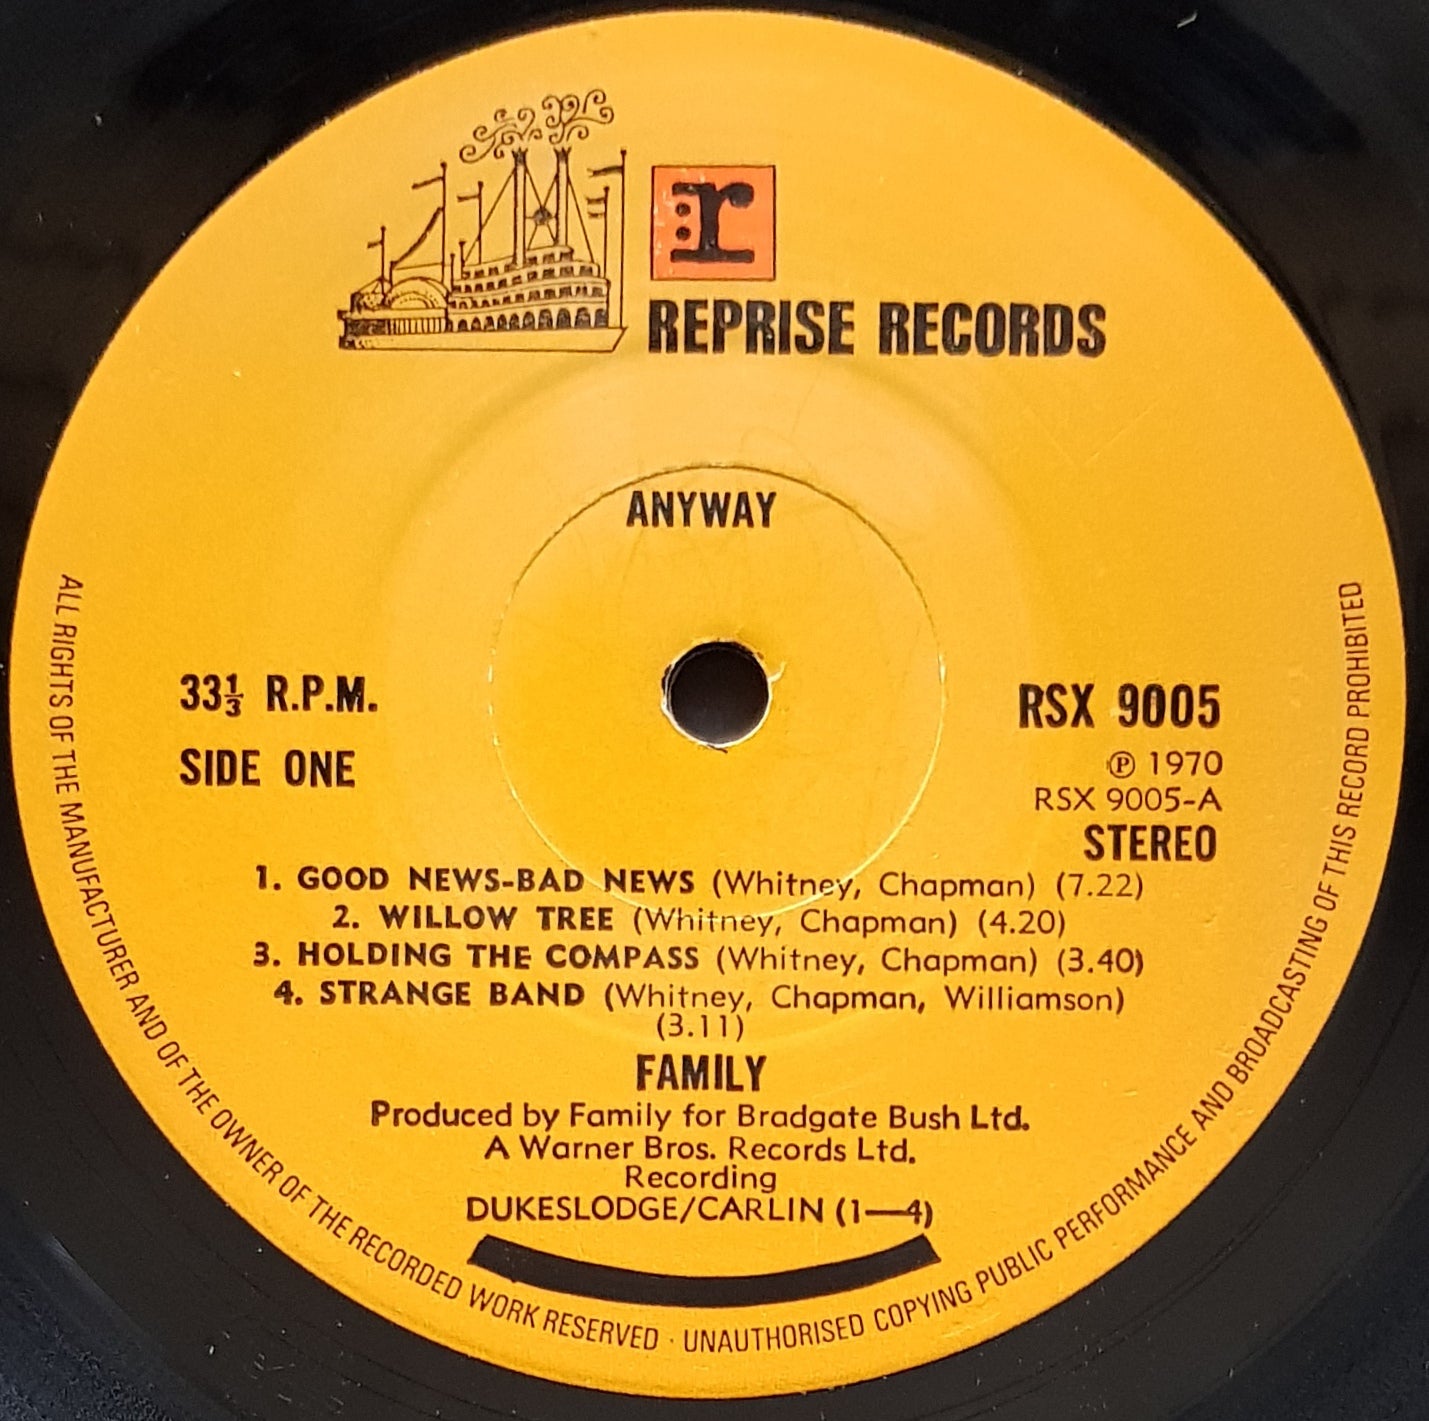 r
REPRISE RECORDS
ANYWAY
33⅓ R.P.M.
SIDE ONE
RSX 9005
Ⓟ 1970
RSX 9005-A
STEREO
1. GOOD NEWS-BAD NEWS (Whitney, Chapman) (7.22)
2. WILLOW TREE (Whitney, Chapman) (4.20)
3. HOLDING THE COMPASS (Whitney, Chapman) (3.40)
4. STRANGE BAND (Whitney, Chapman, Williamson)
(3.11)
FAMILY
Produced by Family for Bradgate Bush Ltd.
A Warner Bros. Records Ltd.
Recording
DUKESLODGE/CARLIN (1—4)
ALL RIGHTS OF THE MANUFACTURER AND OF THE OWNER OF THE RECORDED WORK RESERVED · UNAUTHORISED COPYING PUBLIC PERFORMANCE AND BROADCASTING OF THIS RECORD PROHIBITED